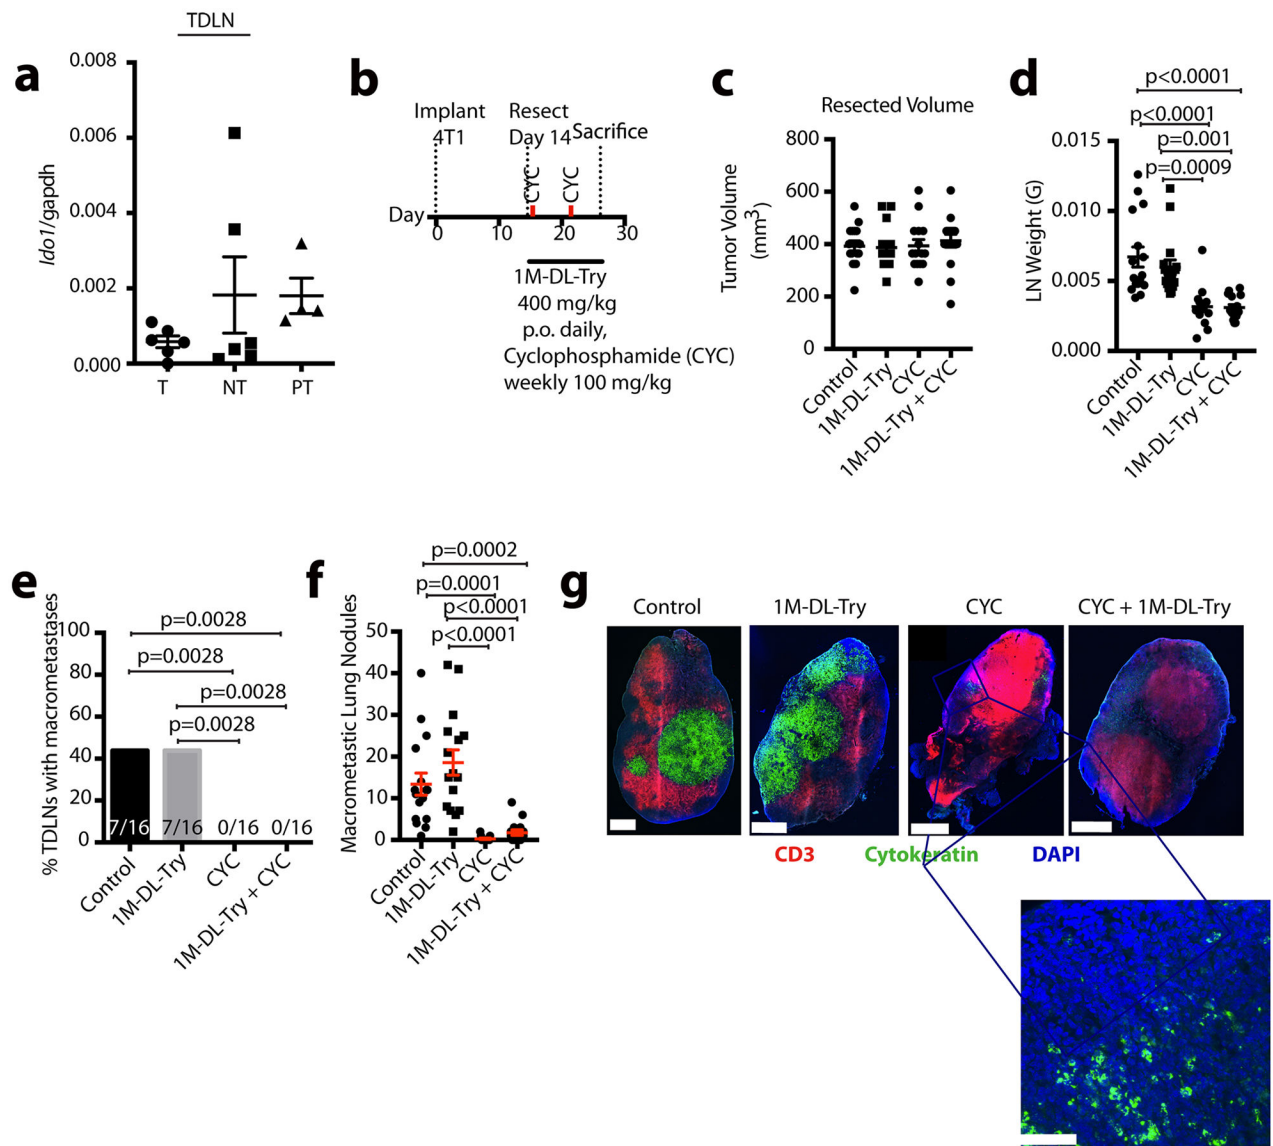 TDLN
a
0.008
0.006
0.004
0.002
0.000
Ido1/gapdh
T
NT
PT
b
Implant
4T1
Resect
Day 14
Sacrifice
CYC
CYC
Day
0
10
20
30
1M-DL-Try
400 mg/kg
p.o. daily,
Cyclophosphamide (CYC)
weekly 100 mg/kg
c
Resected Volume
800
600
400
200
0
Tumor Volume
(mm3)
Control
1M-DL-Try
CYC
1M-DL-Try + CYC
d
p<0.0001
p<0.0001
p=0.001
p=0.0009
0.015
0.010
0.005
0.000
LN Weight (G)
Control
1M-DL-Try
CYC
1M-DL-Try + CYC
e
p=0.0028
p=0.0028
p=0.0028
p=0.0028
100
80
60
40
20
0
% TDLNs with macrometastases
7/16
7/16
0/16
0/16
Control
1M-DL-Try
CYC
1M-DL-Try + CYC
f
p=0.0002
p=0.0001
p<0.0001
p<0.0001
50
40
30
20
10
0
Macrometastic Lung Nodules
Control
1M-DL-Try
CYC
1M-DL-Try + CYC
g
Control
1M-DL-Try
CYC
CYC + 1M-DL-Try
CD3
Cytokeratin
DAPI